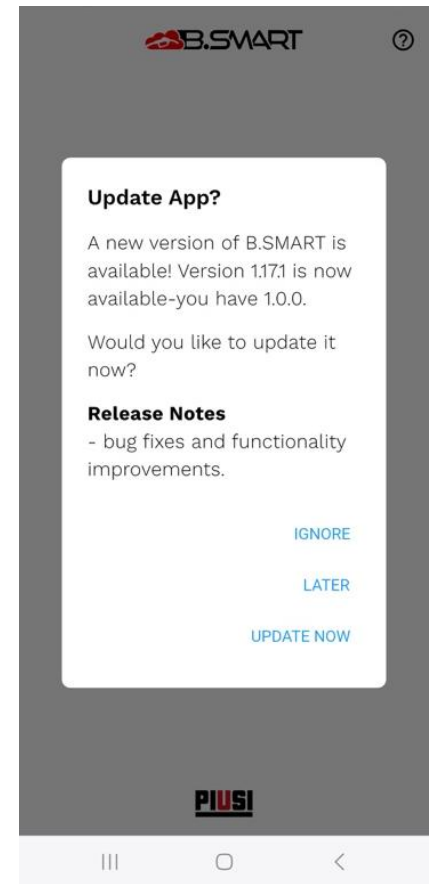 B.SMART
Update App?
A new version of B.SMART is
available! Version 1.17.1 is now
available-you have 1.0.0.
Would you like to update it
now?
Release Notes
- bug fixes and functionality
improvements.
IGNORE
LATER
UPDATE NOW
PIUSI